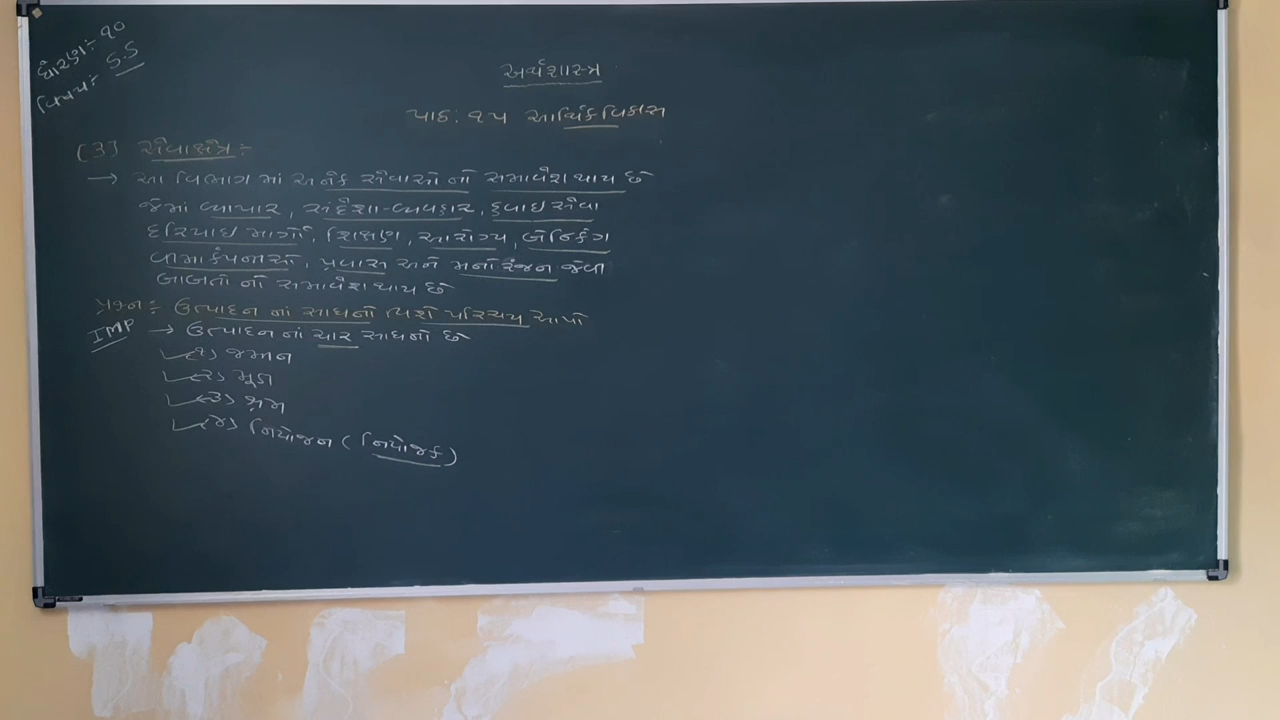 ધોરણ ÷ ૧૦
વિષય ÷ S.S
અર્થશાસ્ત્ર
પાઠ : ૧૫ આર્થિક વિકાસ
(3) સેવાક્ષેત્ર ÷
→ આ વિભાગ માં અનેક સેવાઓ નો સમાવેશ થાય છે
જેમાં વ્યાપાર, સંદેશા-વ્યવહાર, હવાઇ સેવા
દરિયાઇ માર્ગો, શિક્ષણ, આરોગ્ય, બેન્કિંગ
વીમા કંપનીઓ, પ્રવાસ અને મનોરંજન જેવી
બાબતો નો સમાવેશ થાય છે
પ્રશ્ન ÷ ઉત્પાદન નાં સાધનો વિશે પરિચય આપો
IMP → ઉત્પાદન નાં ચાર સાધનો છે
(૧) જમીન
(૨) મૂડી
(૩) શ્રમ
(૪) નિયોજન (નિયોજક)